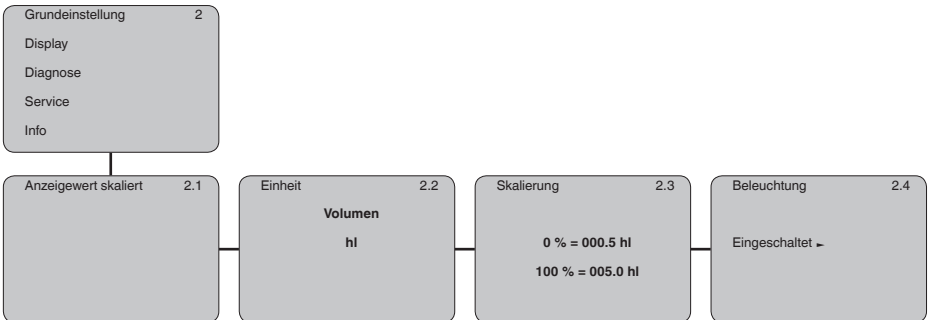 Grundeinstellung 2
Display
Diagnose
Service
Info
Anzeigewert skaliert 2.1
Einheit 2.2
Volumen
hl
Skalierung 2.3
0 % = 000.5 hl
100 % = 005.0 hl
Beleuchtung 2.4
Eingeschaltet ►